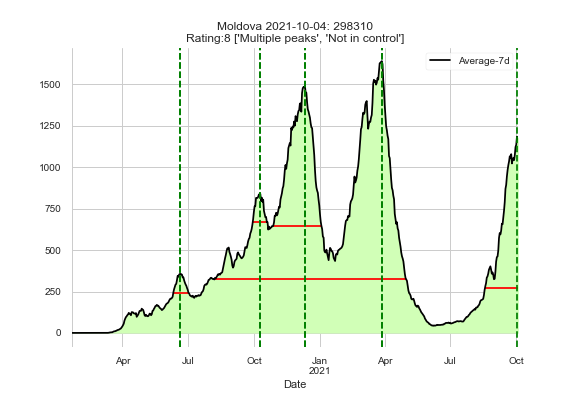 Moldova 2021-10-04: 298310
Rating:8 ['Multiple peaks', 'Not in control']
Average-7d
1500
1250
1000
750
500
250
0
Apr Jul Oct Jan Apr Jul Oct
2021
Date